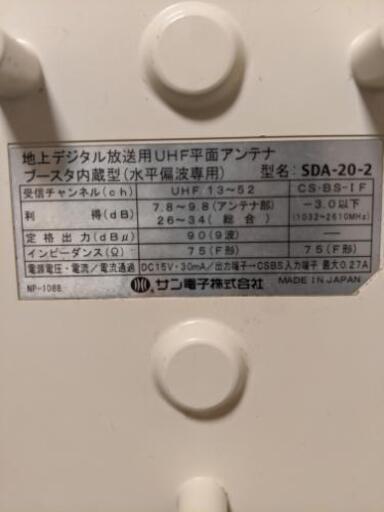 地上デジタル放送用UHF平面アンテナ
ブースタ内蔵型(水平偏波専用) 型名: SDA-20-2
受信チャンネル(ch) UHF 13~52 CS・BS-IF
利得(dB) 7.8~9.8(アンテナ部) -3.0以下
26~34(総合) (1032~2610MHz)
定格出力(dBμ) 90(9波)
インピーダンス(Ω) 75(F形) 75(F形)
電源電圧・電流/電流通過 DC15V・30mA/出力端子→CSBS入力端子 最大0.27A
NP-1088 サン電子株式会社 MADE IN JAPAN